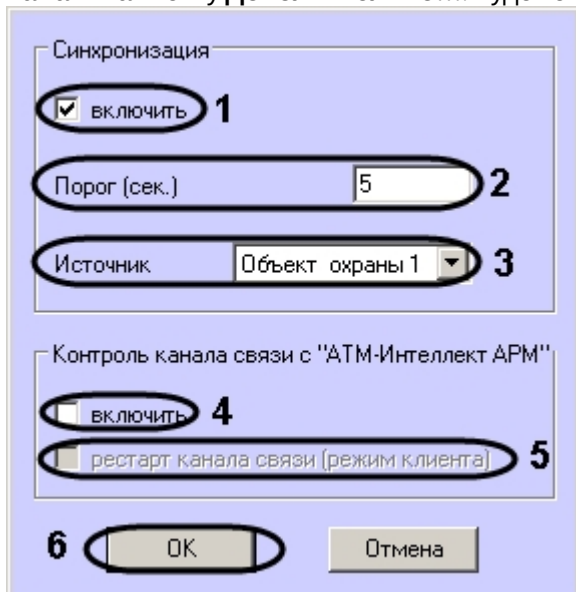 Синхронизация
включить 1
Порог (сек.) 5 2
Источник Объект охраны 1 3
Контроль канала связи с "АТМ-Интеллект АРМ"
включить 4
рестарт канала связи (режим клиента) 5
6 OK Отмена